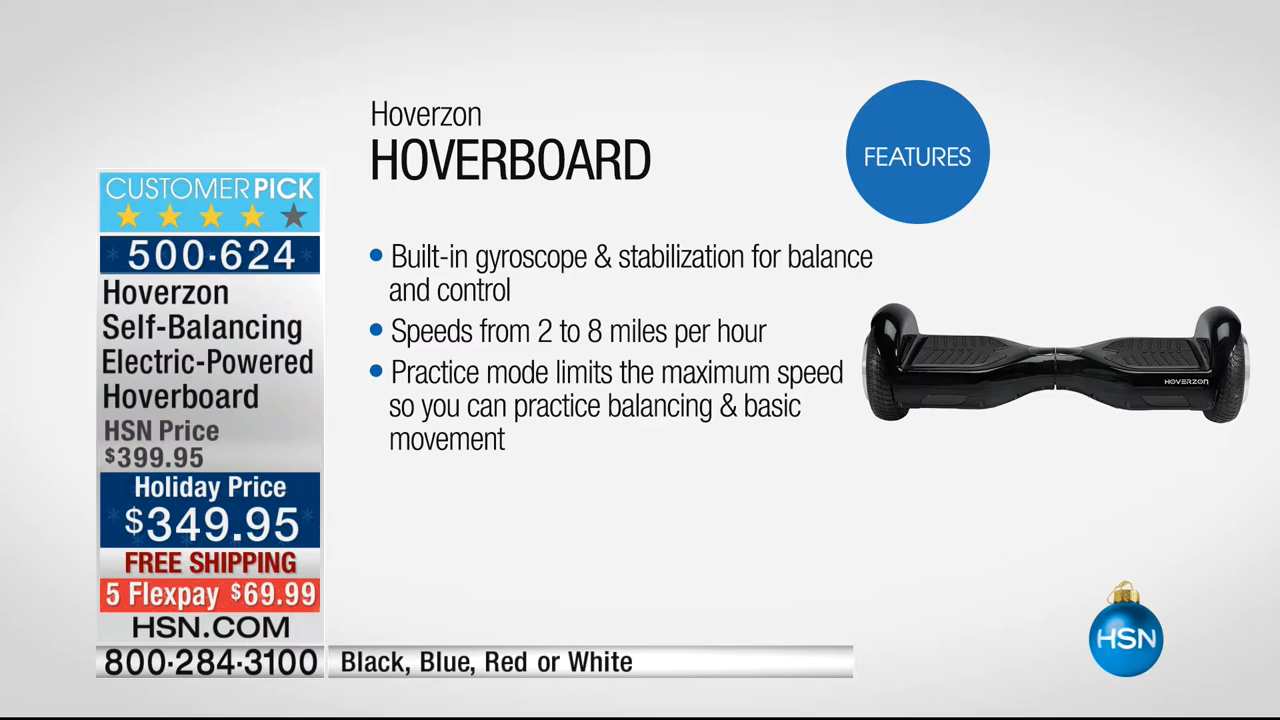 Hoverzon
HOVERBOARD
FEATURES
CUSTOMER PICK
500·624
Hoverzon
Self-Balancing
Electric-Powered
Hoverboard
HSN Price
$399.95
Holiday Price
$349.95
FREE SHIPPING
5 Flexpay $69.99
HSN.COM
800·284·3100
• Built-in gyroscope & stabilization for balance
and control
• Speeds from 2 to 8 miles per hour
• Practice mode limits the maximum speed
so you can practice balancing & basic
movement
HOVERZON
HSN
Black, Blue, Red or White